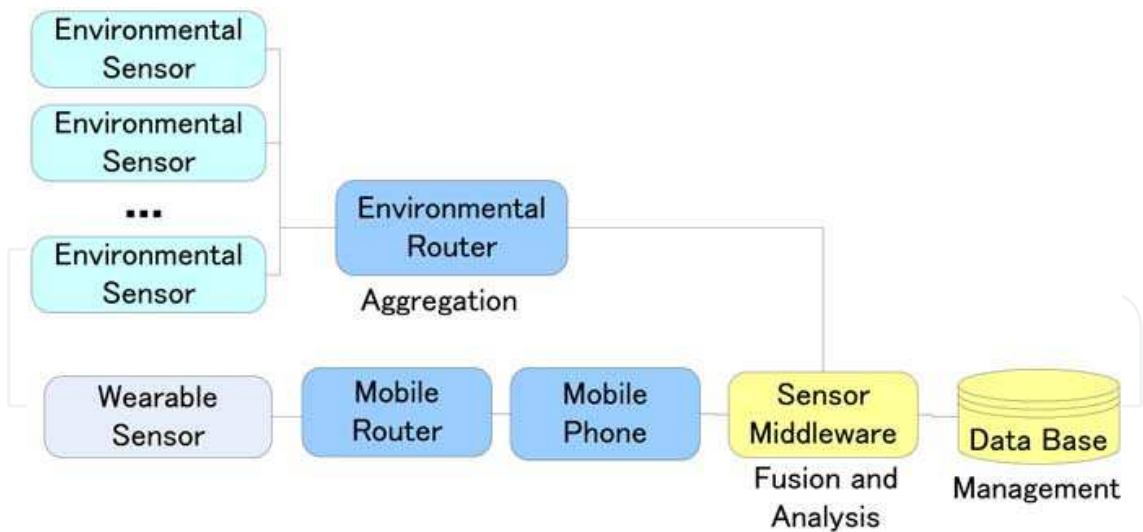 Environmental
Sensor
Environmental
Sensor
...
Environmental
Sensor
Environmental
Router
Aggregation
Wearable
Sensor
Mobile
Router
Mobile
Phone
Sensor
Middleware
Fusion and
Analysis
Data Base
Management